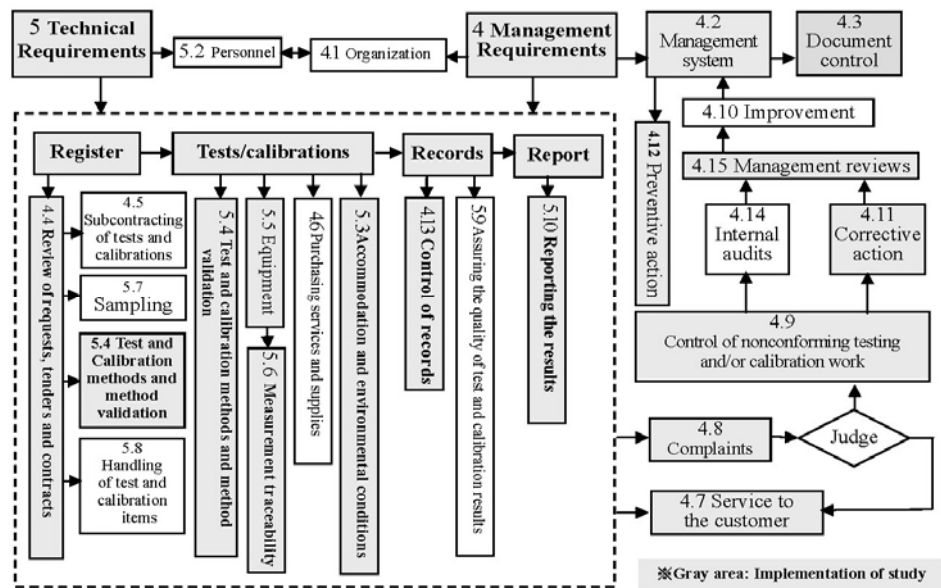 5 Technical
Requirements
5.2 Personnel
4.1 Organization
4 Management
Requirements
4.2
Management
system
4.3
Document
control
4.10 Improvement
4.12 Preventive action
4.15 Management reviews
4.14
Internal
audits
4.11
Corrective
action
4.9
Control of nonconforming testing
and/or calibration work
4.8
Complaints
Judge
4.7 Service to
the customer
Register
Tests/calibrations
Records
Report
4.4 Review of requests, tenders and contracts
4.5
Subcontracting
of tests and
calibrations
5.7
Sampling
5.4 Test and
Calibration
methods and
method
validation
5.8
Handling
of test and
calibration
items
5.4 Test and calibration methods and method
validation
5.5 Equipment
5.6 Measurement traceability
4.6 Purchasing services and supplies
5.3 Accommodation and environmental conditions
4.13 Control of
records
5.9 Assuring the quality of test and calibration results
5.10 Reporting the
results
※Gray area: Implementation of study